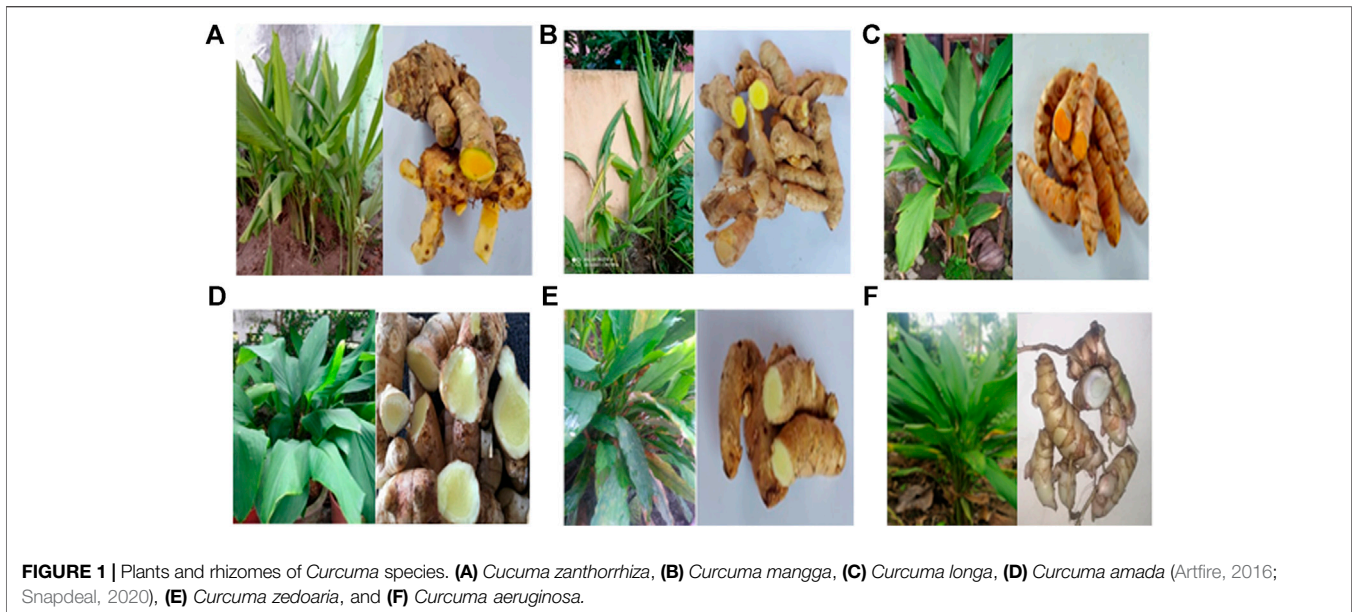 A
B
C
D
E
F
FIGURE 1 | Plants and rhizomes of Curcuma species. (A) Cucuma zanthorrhiza, (B) Curcuma mangga, (C) Curcuma longa, (D) Curcuma amada (Artfire, 2016;
Snapdeal, 2020), (E) Curcuma zedoaria, and (F) Curcuma aeruginosa.